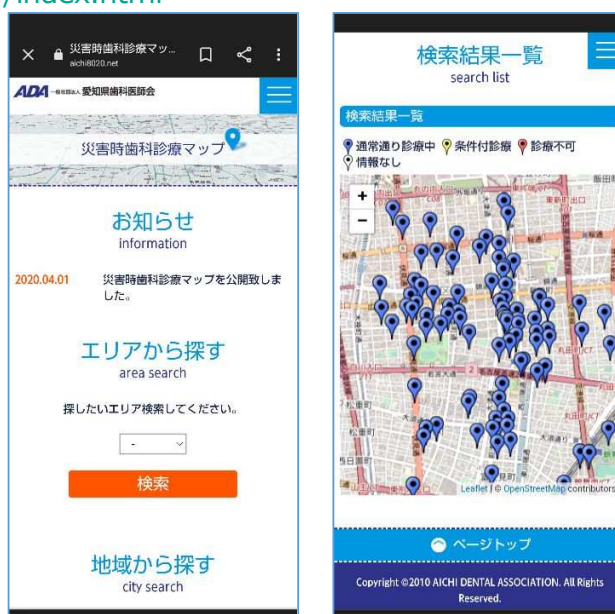 /index.html
災害時歯科診療マッ...
aichi8020.net
ADA 一般社団法人 愛知県歯科医師会
災害時歯科診療マップ
お知らせ
information
2020.04.01 災害時歯科診療マップを公開致しま
した。
エリアから探す
area search
探したいエリア検索してください。
-
検索
地域から探す
city search
検索結果一覧
search list
検索結果一覧
通常通り診療中 条件付診療 診療不可
情報なし
+
-
Leaflet | © OpenStreetMap contributors
ページトップ
Copyright ©2010 AICHI DENTAL ASSOCIATION. All Rights
Reserved.